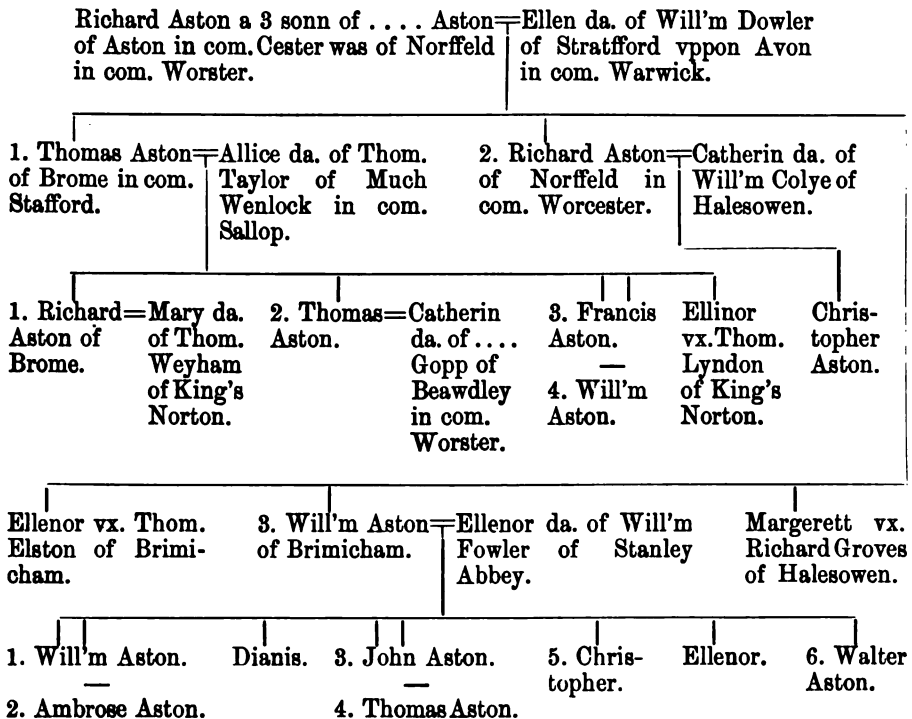 Richard Aston a 3 sonn of .... Aston=Ellen da. of Will'm Dowler
of Aston in com. Cester was of Norffeld of Stratfford vppon Avon
in com. Worster. in com. Warwick.
1. Thomas Aston=Allice da. of Thom. 2. Richard Aston=Catherin da. of
of Brome in com. Taylor of Much of Norffeld in Will'm Colye of
Stafford. Wenlock in com. com. Worcester. Halesowen.
Sallop.
1. Richard=Mary da. 2. Thomas=Catherin 3. Francis Ellinor Chris-
Aston of of Thom. Aston. da. of .... Aston. vx. Thom. topher
Brome. Weyham Gopp of — Lyndon Aston.
of King's Beawdley 4. Will'm of King's
Norton. in com. Aston. Norton.
Worster.
Ellenor vx. Thom. 3. Will'm Aston=Ellenor da. of Will'm Margerett vx.
Elston of Brimi- of Brimicham. Fowler of Stanley Richard Groves
cham. Abbey. of Halesowen.
1. Will'm Aston. Dianis. 3. John Aston. 5. Chris- Ellenor. 6. Walter
— — topher. Aston.
2. Ambrose Aston. 4. Thomas Aston.